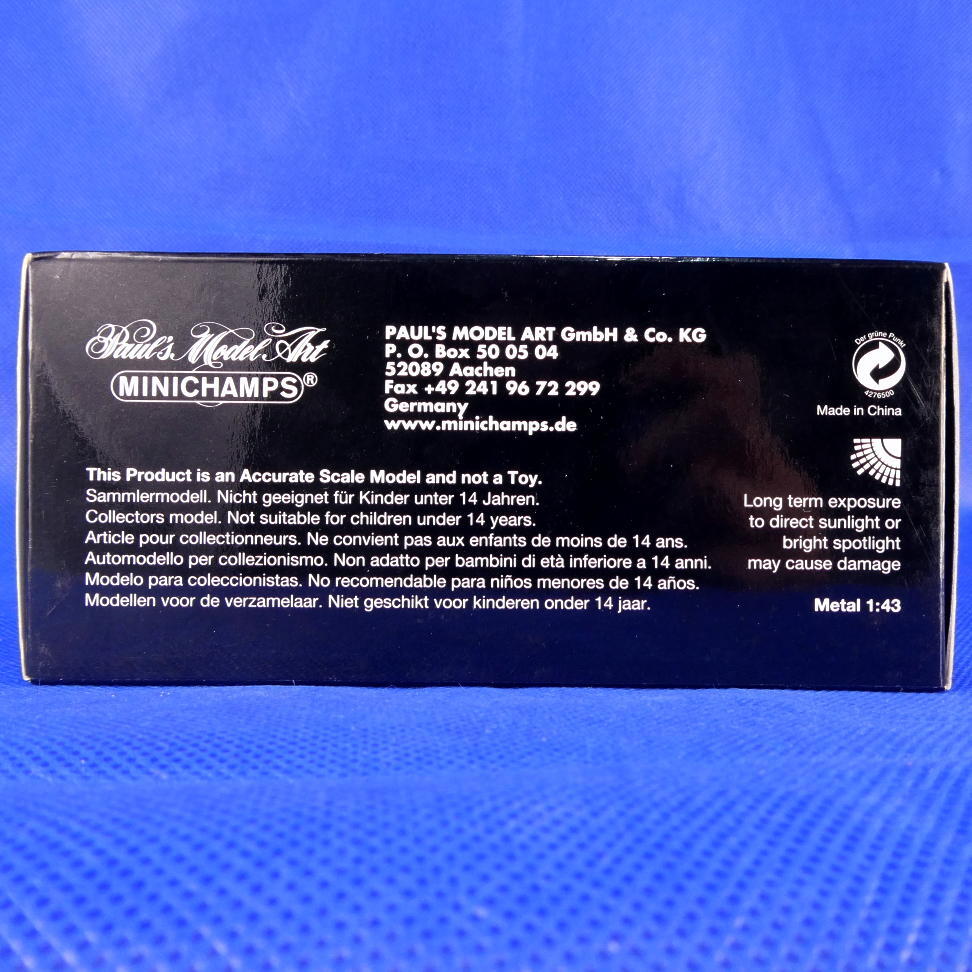 Paul's Model Art
MINICHAMPS®
PAUL'S MODEL ART GmbH & Co. KG
P. O. Box 50 05 04
52089 Aachen
Fax +49 241 96 72 299
Germany
www.minichamps.de
Der grüne Punkt
4276500
Made in China
This Product is an Accurate Scale Model and not a Toy.
Sammlermodell. Nicht geeignet für Kinder unter 14 Jahren.
Collectors model. Not suitable for children under 14 years.
Article pour collectionneurs. Ne convient pas aux enfants de moins de 14 ans.
Automodello per collezionismo. Non adatto per bambini di età inferiore a 14 anni.
Modelo para coleccionistas. No recomendable para niños menores de 14 años.
Modellen voor de verzamelaar. Niet geschikt voor kinderen onder 14 jaar.
Long term exposure
to direct sunlight or
bright spotlight
may cause damage
Metal 1:43